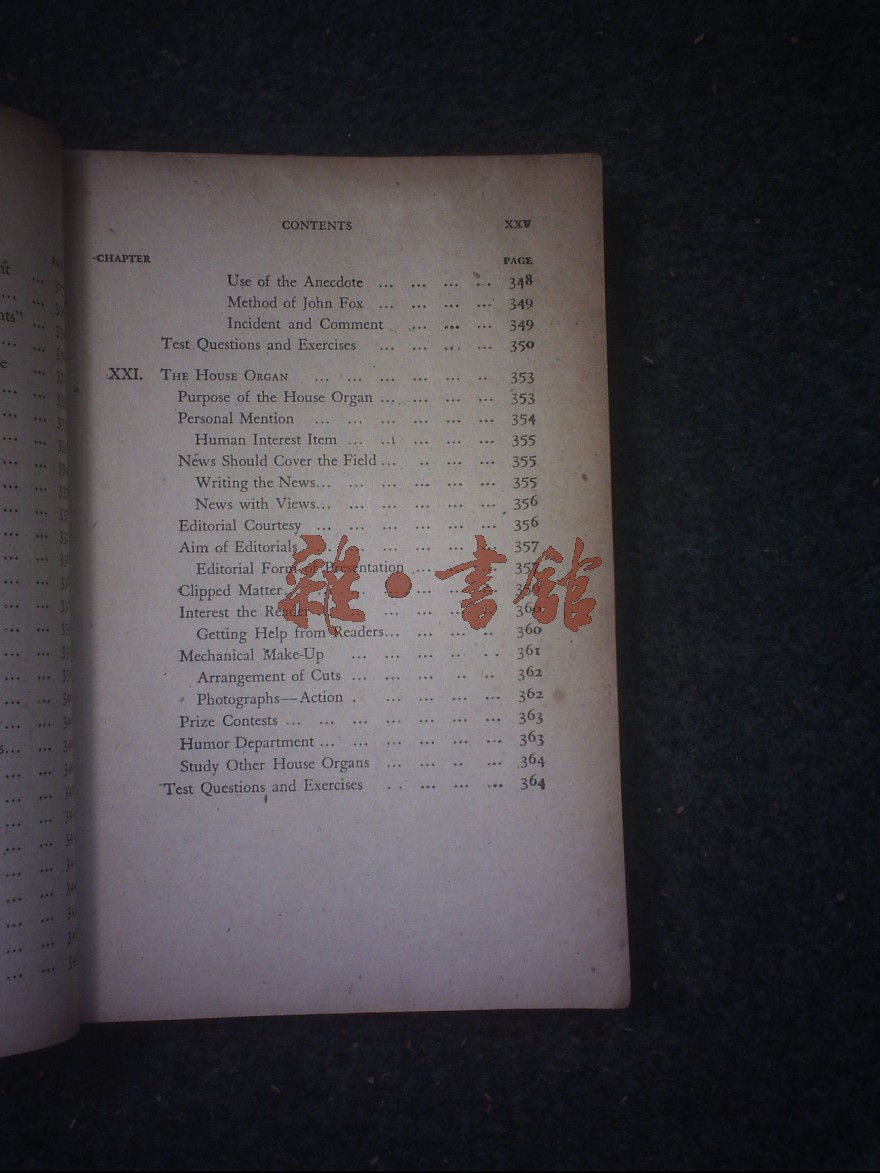 CONTENTS XXV
CHAPTER PAGE
Use of the Anecdote ... ... ... ... 348
Method of John Fox ... ... ... ... 349
Incident and Comment ... ... ... 349
Test Questions and Exercises ... ... ... ... 350
XXI. THE HOUSE ORGAN ... ... ... ... ... ... 353
Purpose of the House Organ ... ... ... ... 353
Personal Mention ... ... ... ... ... ... 354
Human Interest Item ... ... ... ... ... 355
News Should Cover the Field ... ... ... ... 355
Writing the News... ... ... ... ... ... 355
News with Views... ... ... ... ... ... 356
Editorial Courtesy ... ... ... ... ... ... 356
Aim of Editorials ... ... ... ... ... 357
Editorial Form of Presentation ... ... ... 357
Clipped Matter ... ... ... ... ...
Interest the Reader ... ... ... ... ... 360
Getting Help from Readers... ... ... ... 360
Mechanical Make-Up ... ... ... ... ... 361
Arrangement of Cuts ... ... ... ... ... 362
Photographs—Action . ... ... ... ... 362
Prize Contests ... ... ... ... ... ... ... 363
Humor Department ... ... ... ... ... ... 363
Study Other House Organs ... ... ... ... 364
Test Questions and Exercises ... ... ... ... 364
雜·書館